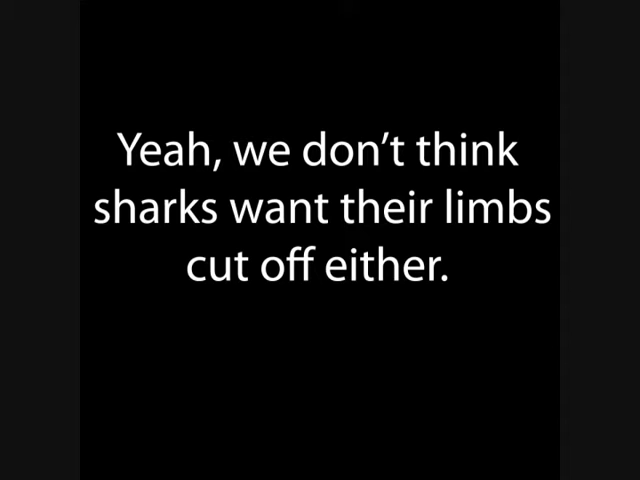 Yeah, we don’t think
sharks want their limbs
cut off either.